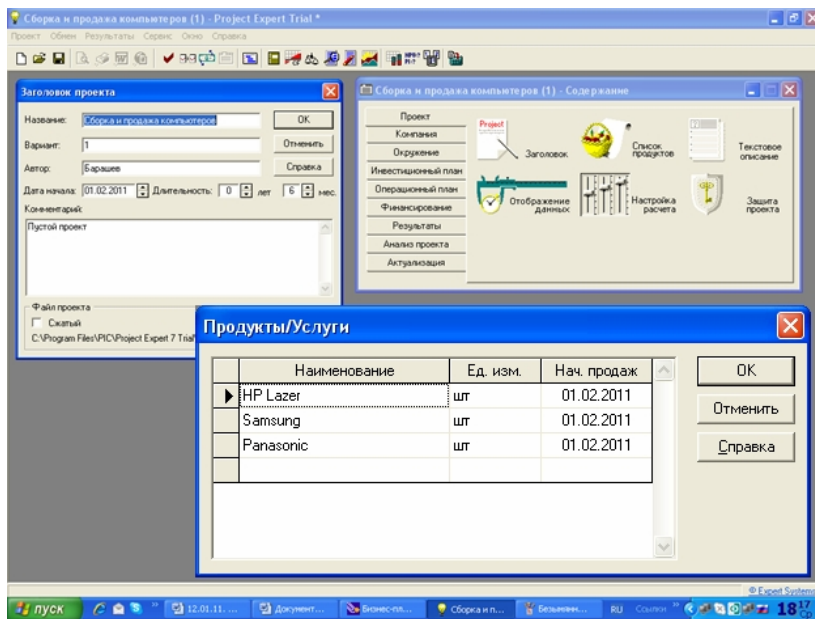 Сборка и продажа компьютеров (1) - Project Expert Trial *
Проект Обмен Результаты Сервис Окно Справка
Заголовок проекта
Название: Сборка и продажа компьютеров OK
Вариант: 1 Отменить
Автор: Барашев Справка
Дата начала: 01.02.2011 Длительность: 0 лет 6 мес.
Комментарий:
Пустой проект
Файл проекта
Сжатый
C:\Program Files\PIC\Project Expert 7 Trial
Сборка и продажа компьютеров (1) - Содержание
Проект
Компания
Окружение
Инвестиционный план
Операционный план
Финансирование
Результаты
Анализ проекта
Актуализация
Project
Заголовок
Список продуктов
Текстовое описание
Отображение данных
Настройка расчета
Защита проекта
Продукты/Услуги
Наименование Ед. изм. Нач. продаж OK
HP Lazer шт 01.02.2011
Отменить
Samsung шт 01.02.2011
Panasonic шт 01.02.2011 Справка
© Expert Systems
пуск 12.01.11. ... Документ... Бизнес-пл... Сборка и п... Безымянн... RU Ссылки 18 17 Ср